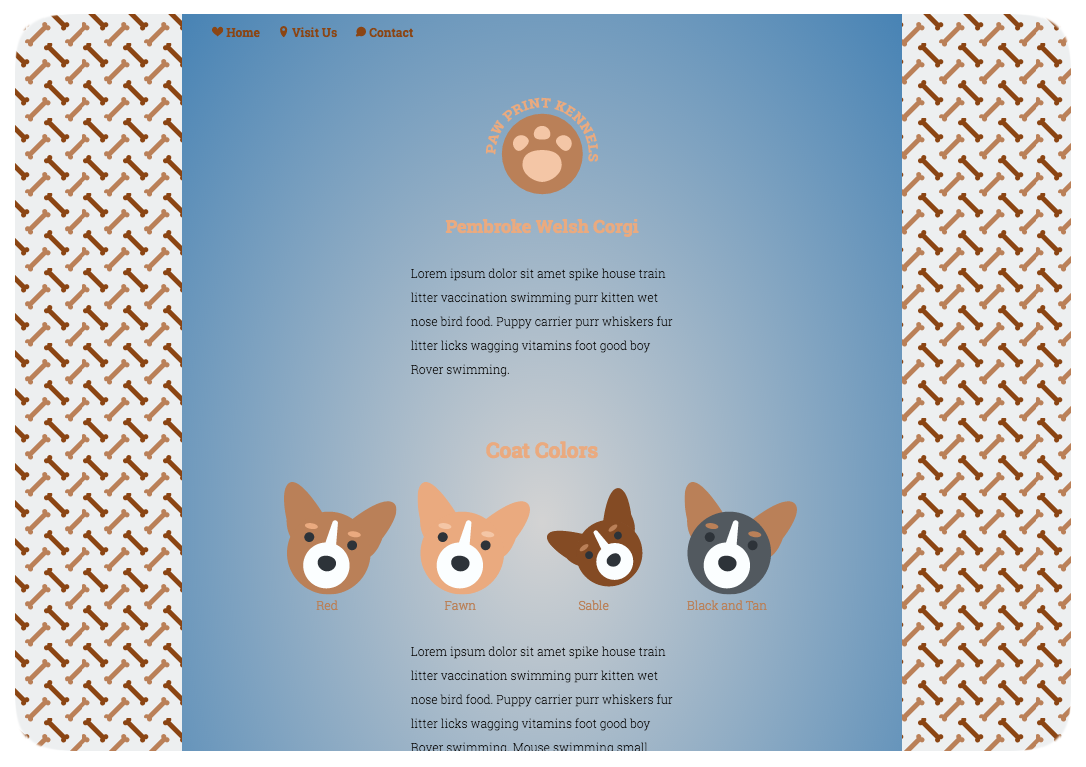 Home Visit Us Contact
PAW PRINT KENNELS
Pembroke Welsh Corgi
Lorem ipsum dolor sit amet spike house train
litter vaccination swimming purr kitten wet
nose bird food. Puppy carrier purr whiskers fur
litter licks wagging vitamins foot good boy
Rover swimming.
Coat Colors
Red Fawn Sable Black and Tan
Lorem ipsum dolor sit amet spike house train
litter vaccination swimming purr kitten wet
nose bird food. Puppy carrier purr whiskers fur
litter licks wagging vitamins foot good boy
Rover swimming. Mouse swimming small